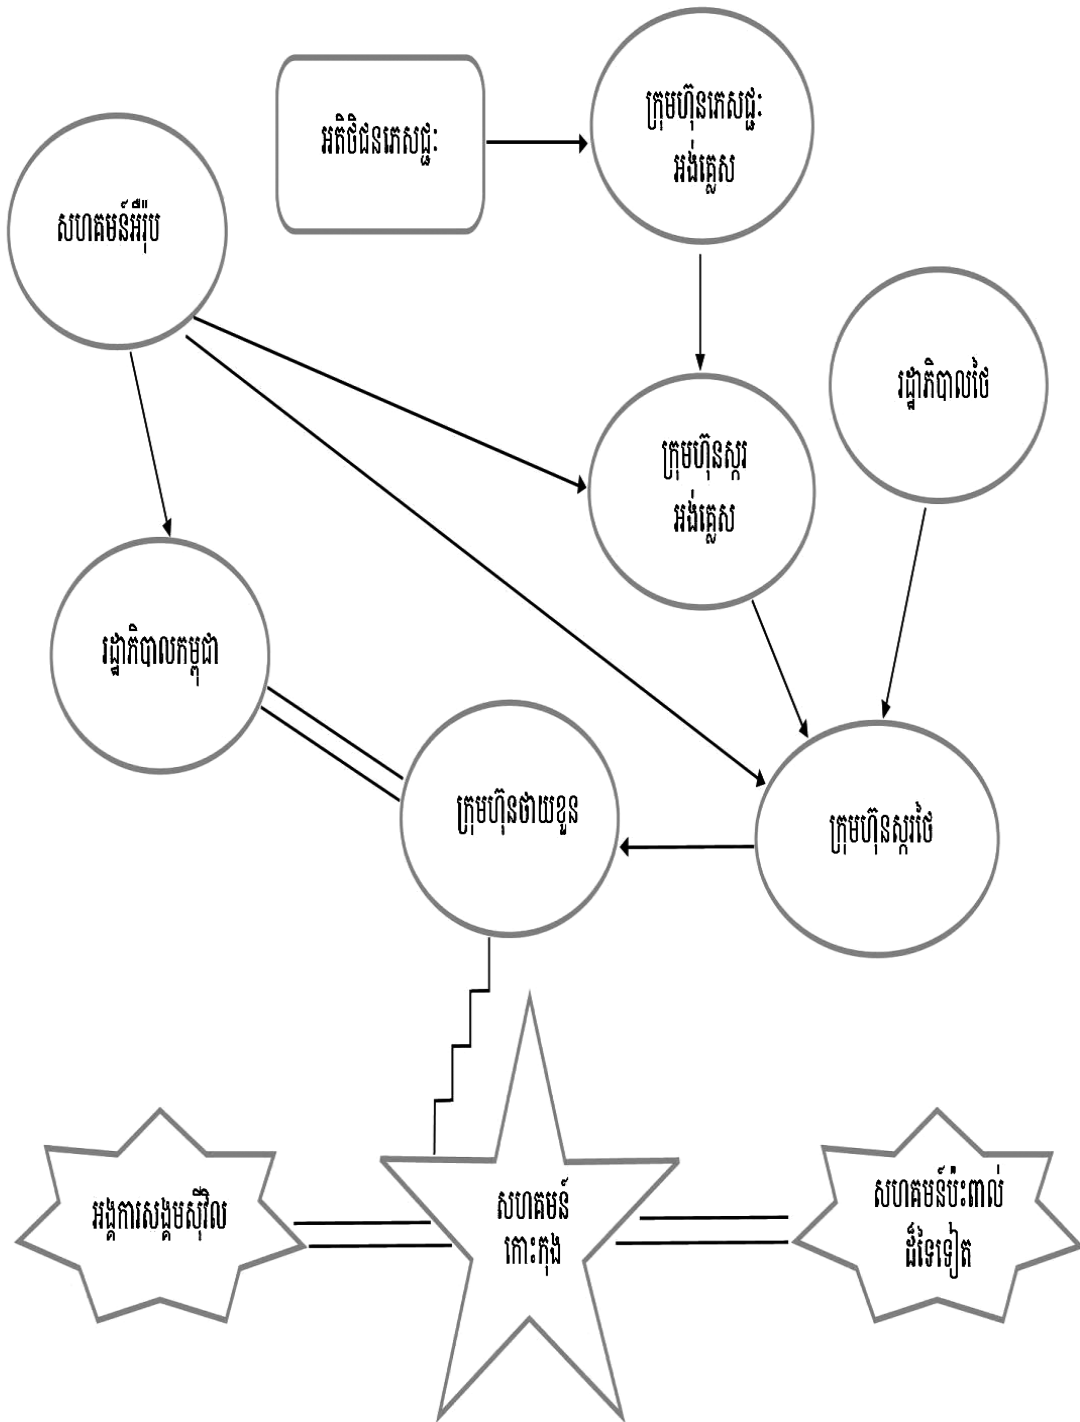 អតិថិជនភេសជ្ជៈ
ក្រុមហ៊ុនភេសជ្ជៈ
អង់គ្លេស
សហគមន៍អឺរ៉ុប
រដ្ឋាភិបាលថៃ
ក្រុមហ៊ុនស្ករ
អង់គ្លេស
រដ្ឋាភិបាលកម្ពុជា
ក្រុមហ៊ុនថាយខូន
ក្រុមហ៊ុនស្ករថៃ
អង្គការសង្គមស៊ីវិល
សហគមន៍
កោះកុង
សហគមន៍ប៉ះពាល់
ដ៏ទៃទៀត